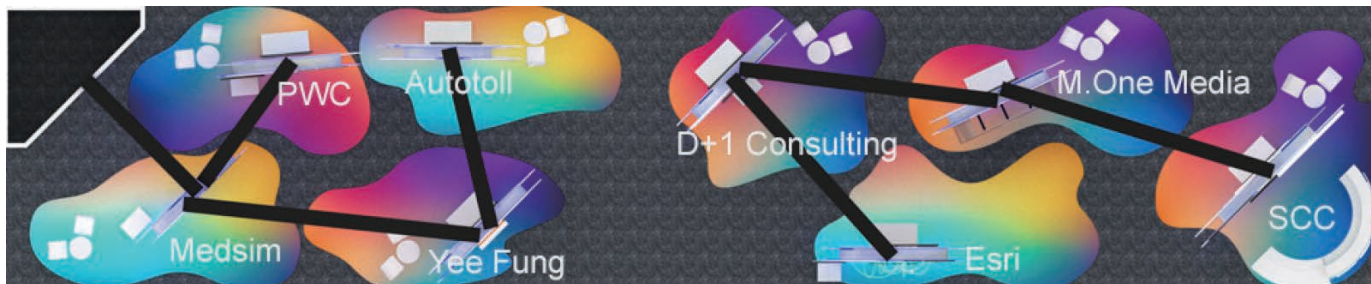 PWC
Autotoll
Medsim
Yee Fung
D+1 Consulting
M.One Media
Esri
SCC